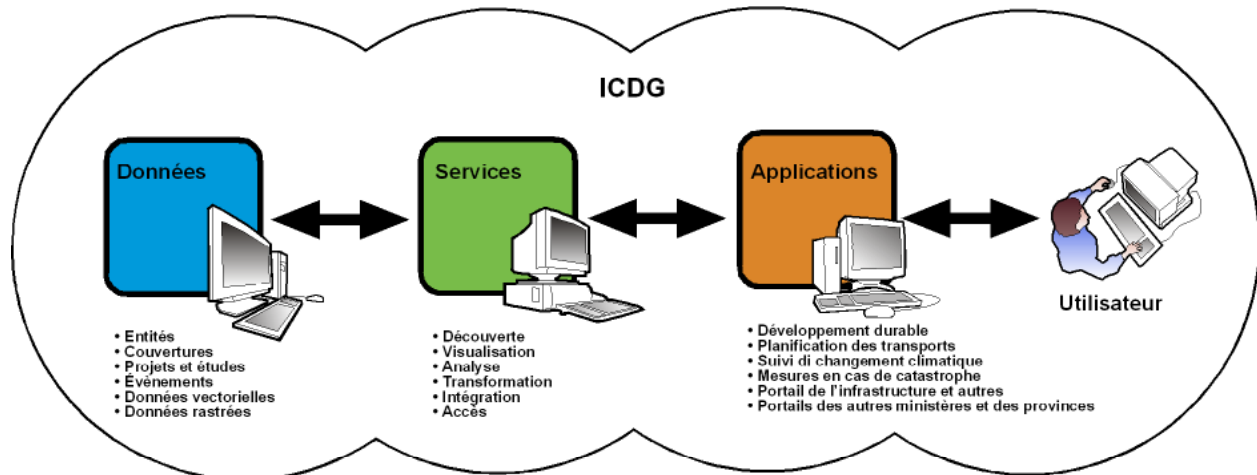 ICDG
Données
Services
Applications
Utilisateur
• Entités
• Couvertures
• Projets et études
• Évènements
• Données vectorielles
• Données rastrées
• Découverte
• Visualisation
• Analyse
• Transformation
• Intégration
• Accès
• Développement durable
• Planification des transports
• Suivi di changement climatique
• Mesures en cas de catastrophe
• Portail de l'infrastructure et autres
• Portails des autres ministères et des provinces